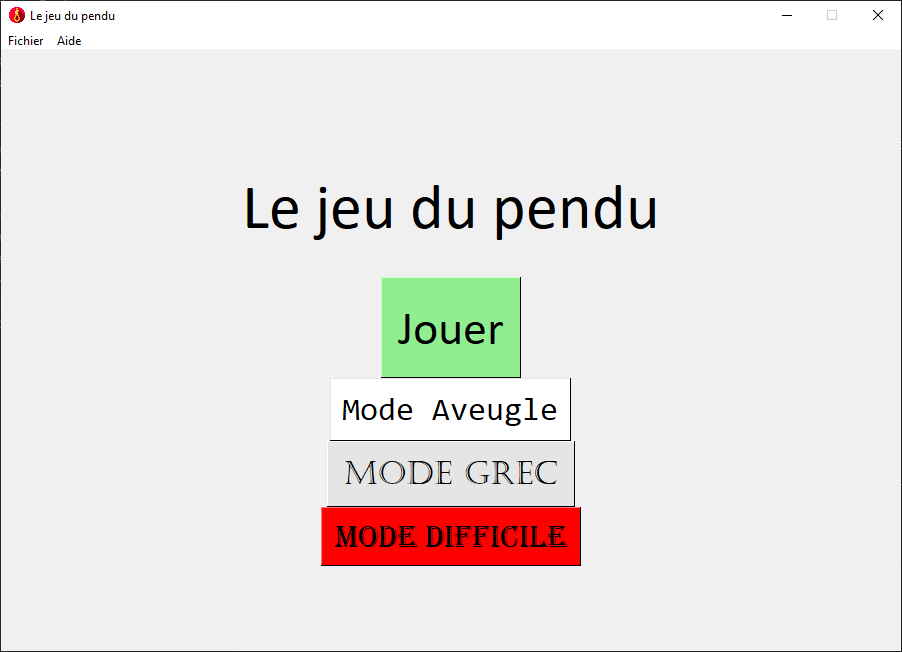 Le jeu du pendu
Fichier Aide
Le jeu du pendu
Jouer
Mode Aveugle
MODE GREC
MODE DIFFICILE